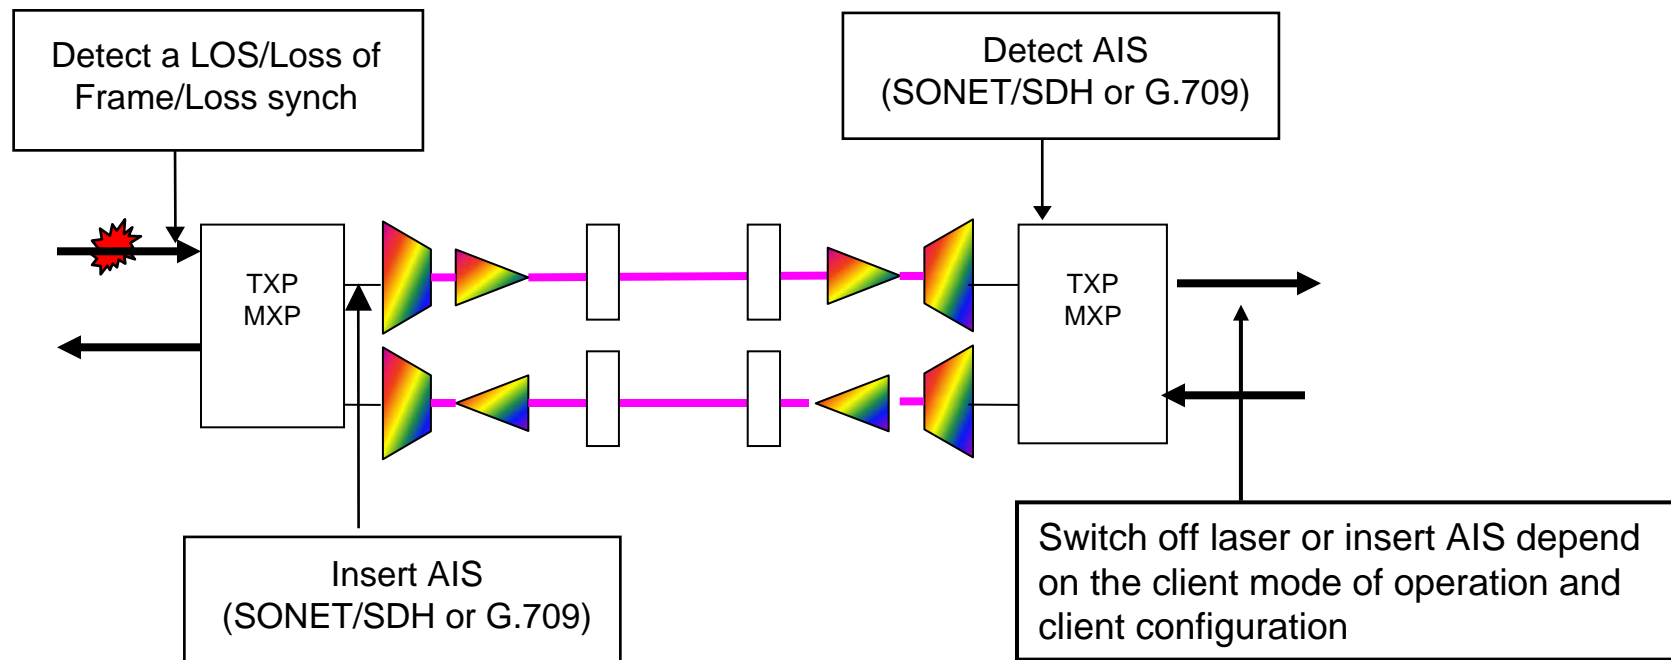 Detect a LOS/Loss of
Frame/Loss synch
Detect AIS
(SONET/SDH or G.709)
TXP
MXP
TXP
MXP
Insert AIS
(SONET/SDH or G.709)
Switch off laser or insert AIS depend
on the client mode of operation and
client configuration